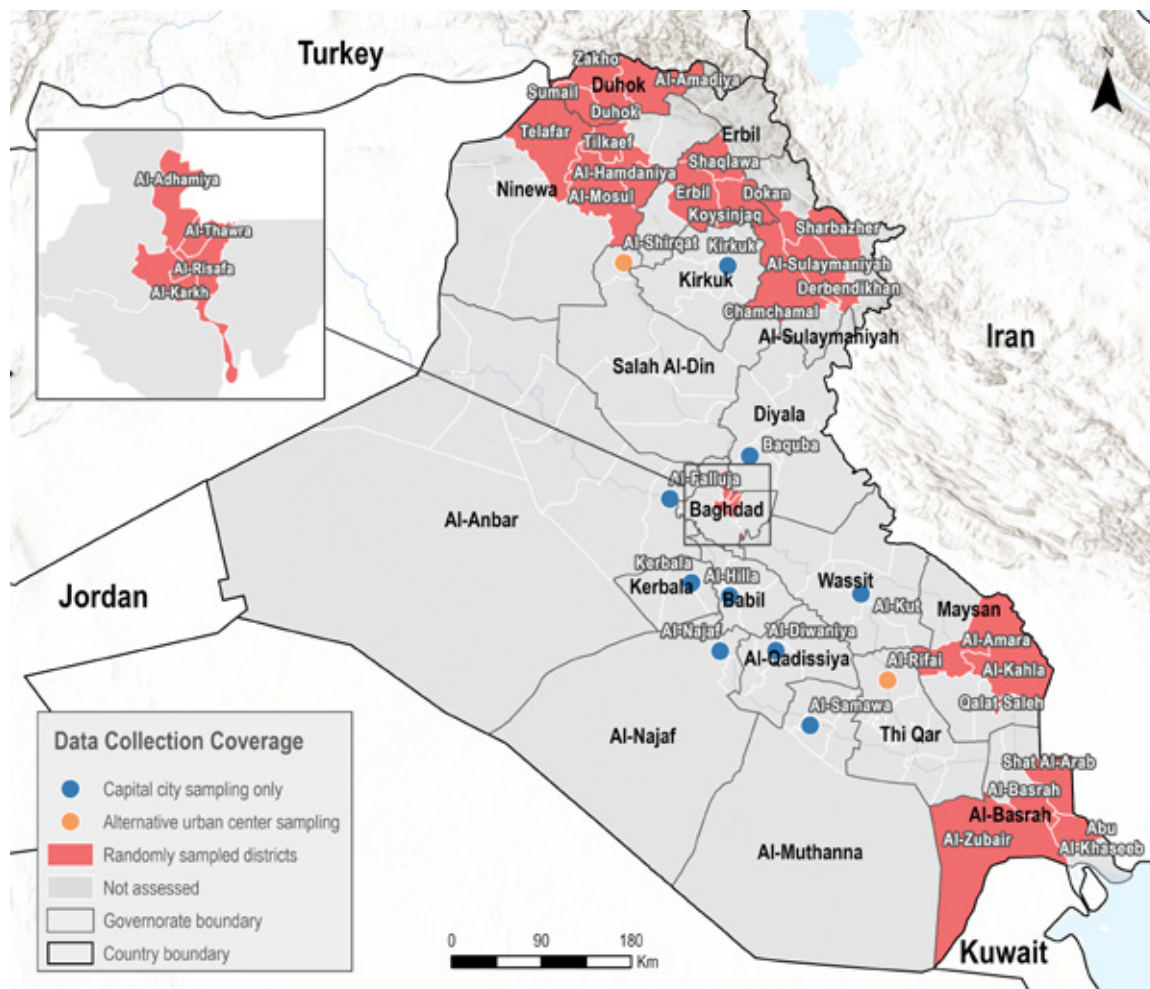 Turkey
N
Zakho
Duhok
Al-Amadiya
Sumail
Duhok
Telafar
Tilkaef
Erbil
Shaqlawa
Al-Hamdaniya
Ninewa
Al-Mosul
Erbil
Dokan
Koysinjaq
Sharbazher
Al-Shirqat
Kirkuk
Al-Sulaymaniyah
Kirkuk
Derbendikhan
Chamchamal
Al-Sulaymahiyah
Iran
Al-Adhamiya
Al-Thawra
Al-Risafa
Al-Karkh
Salah Al-Din
Diyala
Baquba
Al-Falluja
Baghdad
Al-Anbar
Kerbala
Kerbala
Al-Hilla
Babil
Wassit
Al-Kut
Maysan
Jordan
Al-Najaf
Al-Diwaniya
Al-Qadissiya
Al-Rifai
Al-Amara
Al-Kahla
Qalat Saleh
Al-Samawa
Thi Qar
Al-Najaf
Shat Al-Arab
Al-Basrah
Al-Basrah
Al-Zubair
Abu
Al-Khaseeb
Al-Muthanna
Kuwait
Data Collection Coverage
Capital city sampling only
Alternative urban center sampling
Randomly sampled districts
Not assessed
Governorate boundary
Country boundary
0 90 180
Km